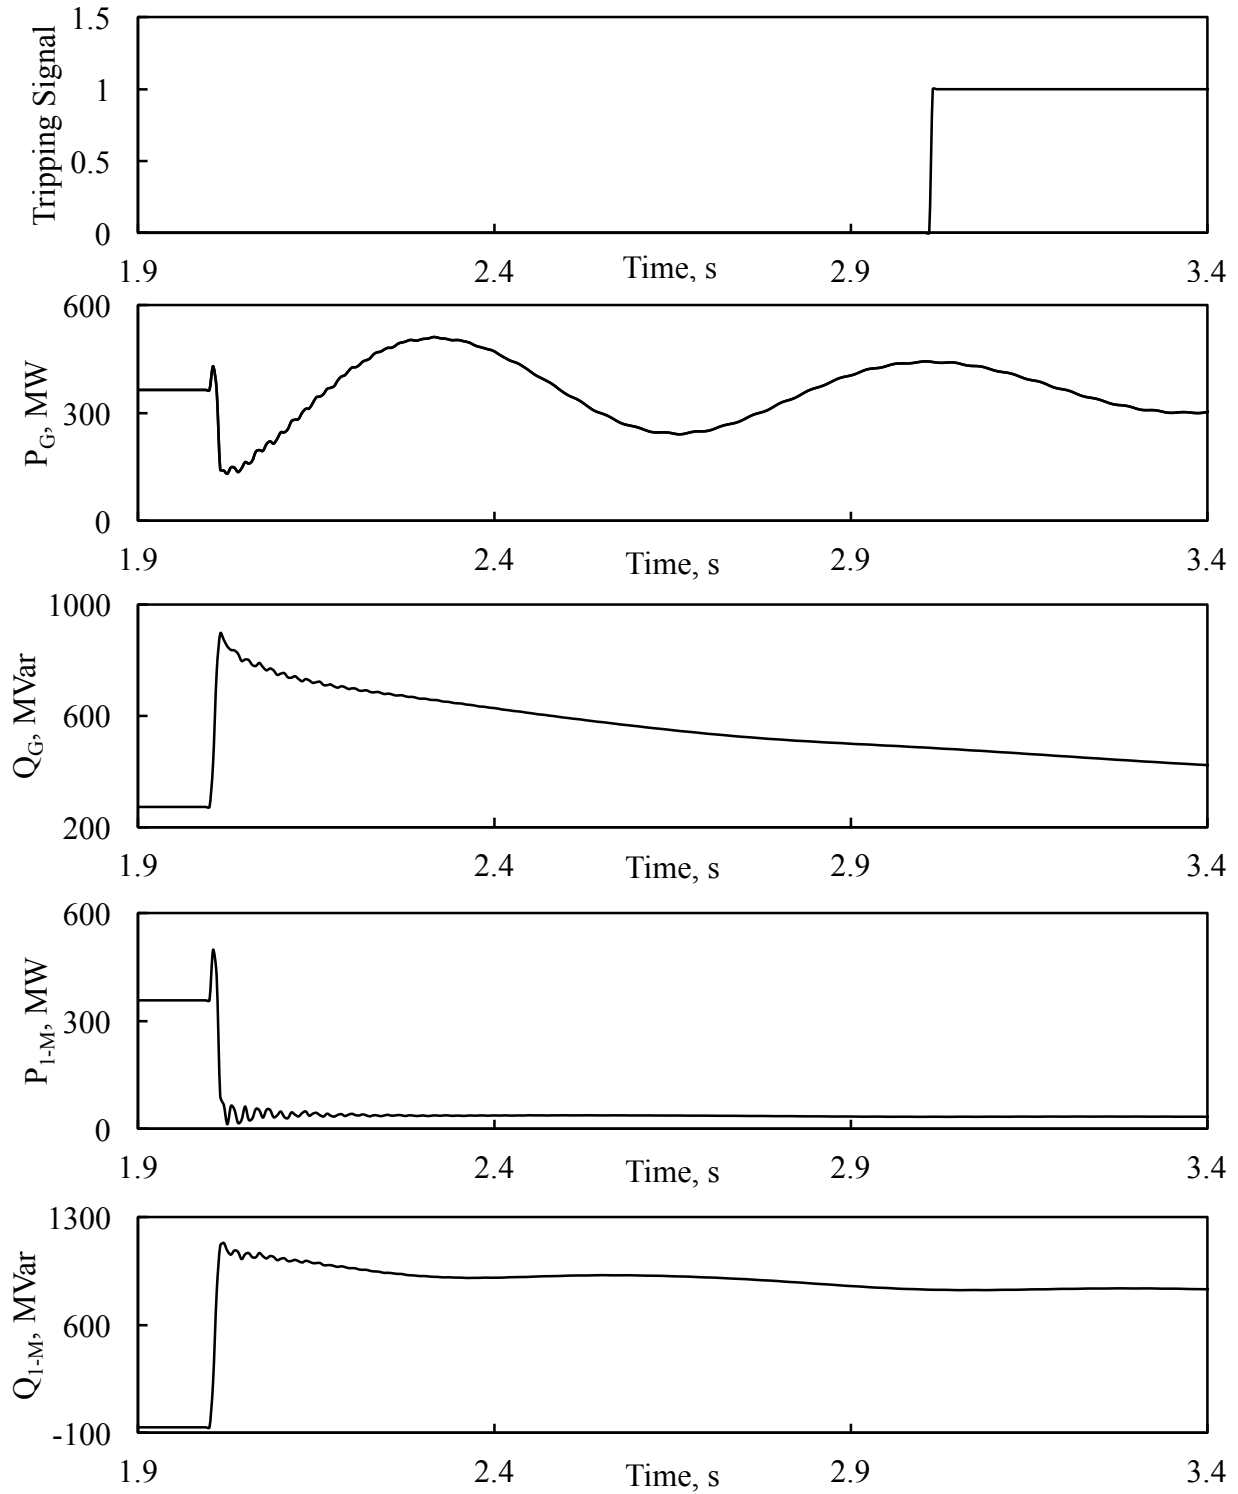 1.5
1
0.5
0
Tripping Signal
1.9 2.4 Time, s 2.9 3.4
600
300
0
P_G, MW
1.9 2.4 Time, s 2.9 3.4
1000
600
200
Q_G, MVar
1.9 2.4 Time, s 2.9 3.4
600
300
0
P_1-M, MW
1.9 2.4 Time, s 2.9 3.4
1300
600
-100
Q_1-M, MVar
1.9 2.4 Time, s 2.9 3.4